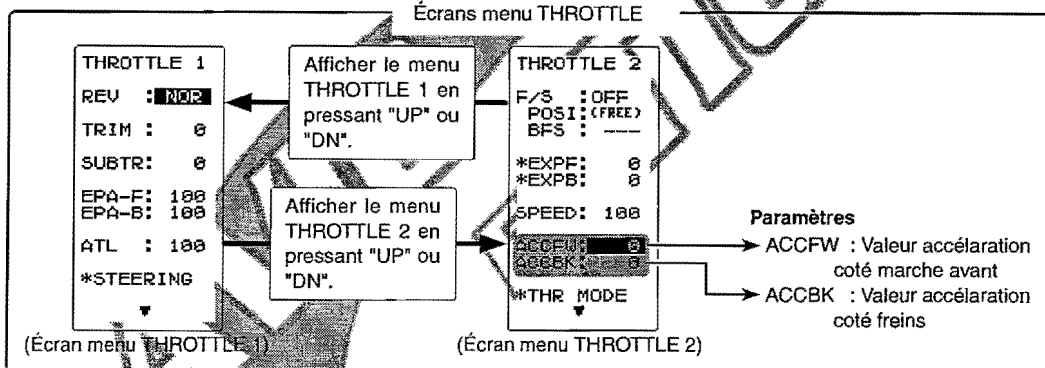 Écrans menu THROTTLE
THROTTLE 1
REV : NOR
TRIM : 0
SUBTR: 0
EPA-F: 100
EPA-B: 100
ATL : 100
*STEERING
(Écran menu THROTTLE 1)
Afficher le menu
THROTTLE 1 en
pressant "UP" ou
"DN".
Afficher le menu
THROTTLE 2 en
pressant "UP" ou
"DN".
THROTTLE 2
F/S :OFF
POSI:(FREE)
BFS : ---
*EXPF: 0
*EXPB: 0
SPEED: 100
ACCFW: 0
ACCBK: 0
*THR MODE
(Écran menu THROTTLE 2)
Paramètres
ACCFW : Valeur accélaration
coté marche avant
ACCBK : Valeur accélaration
coté freins